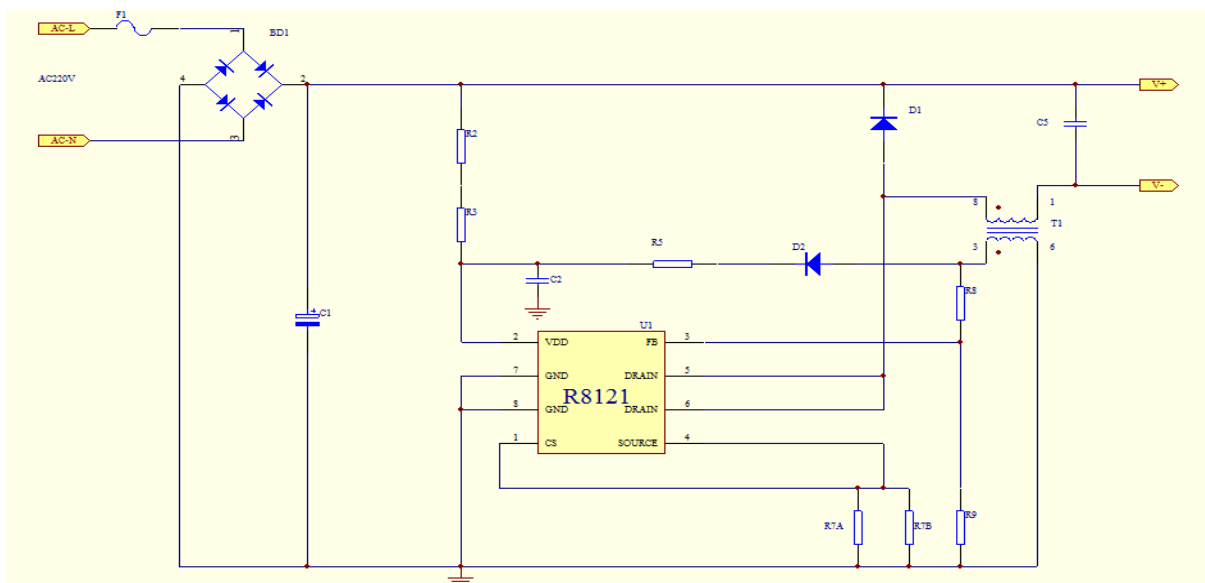 F1
AC-L
1
BD1
AC220V
4
2
V+
D1
C5
3
AC-N
R2
V-
8
1
R3
T1
R5
D2
3
6
C2
R8
C1
U1
2
VDD
FB
3
7
GND
DRAIN
5
R8121
8
GND
DRAIN
6
1
CS
SOURCE
4
R7A
R7B
R9